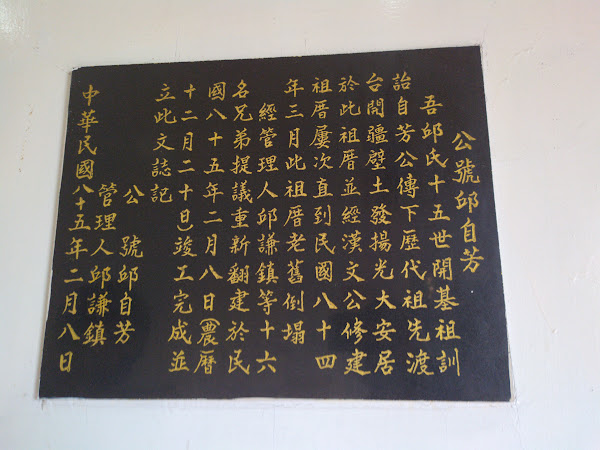 公號邱自芳
吾邱氏十五世開基祖訓
詒自芳公傳下歷代祖先渡
台開疆壁土發揚光大安居
於此祖厝並經漢文公修建
祖厝屢次直到民國八十四
年三月此祖厝老舊倒塌
經管理人邱謙鎮等十六
名兄弟提議重新翻建於民
國八十五年二月八日(農曆
十二月二十日)竣工完成並
立此文誌記
公號邱自芳
管理人邱謙鎮
中華民國八十五年二月八日